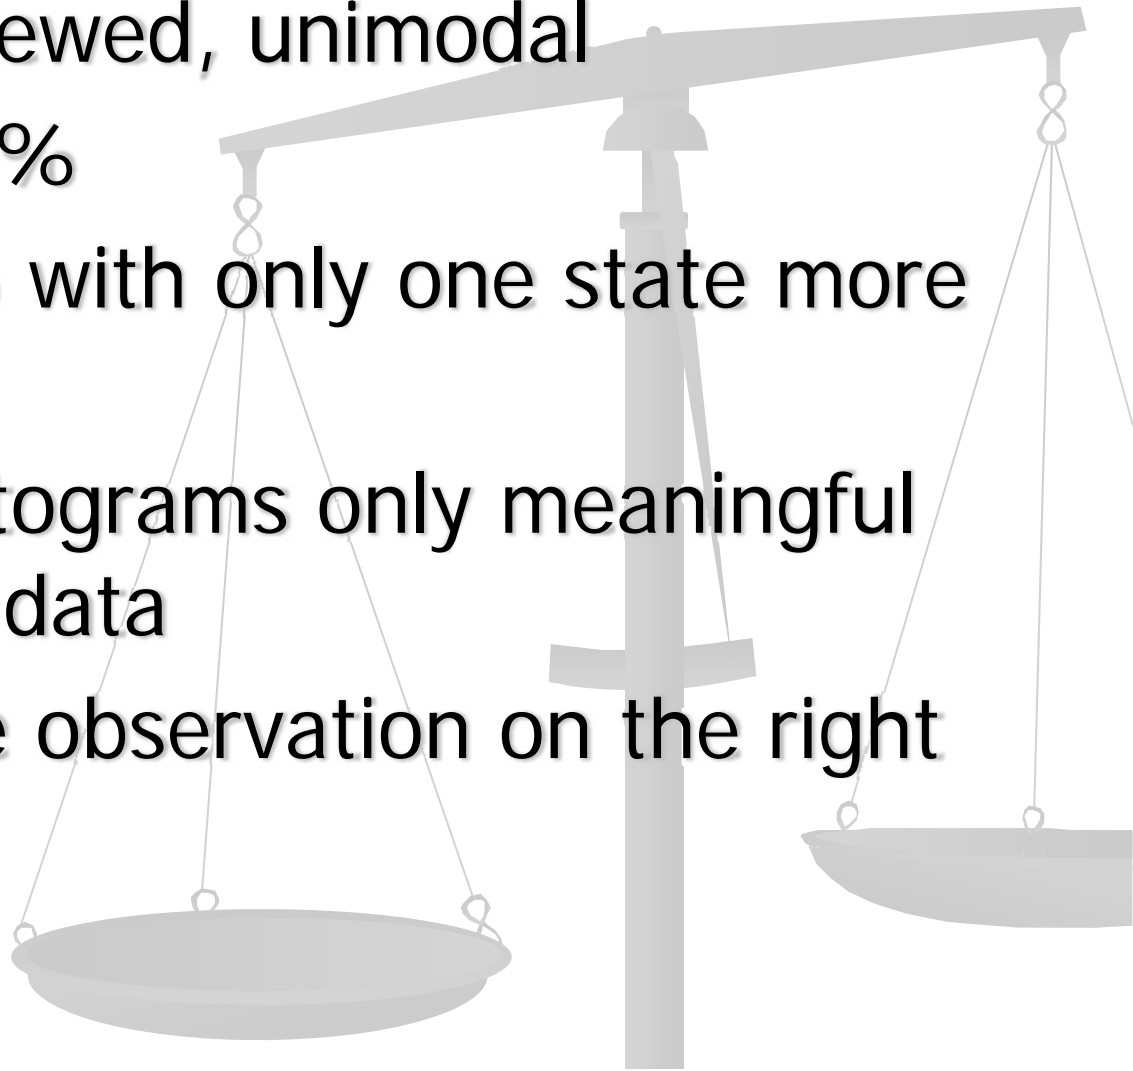 ewed, unimodal
%
with only one state more
tograms only meaningful
data
e observation on the right